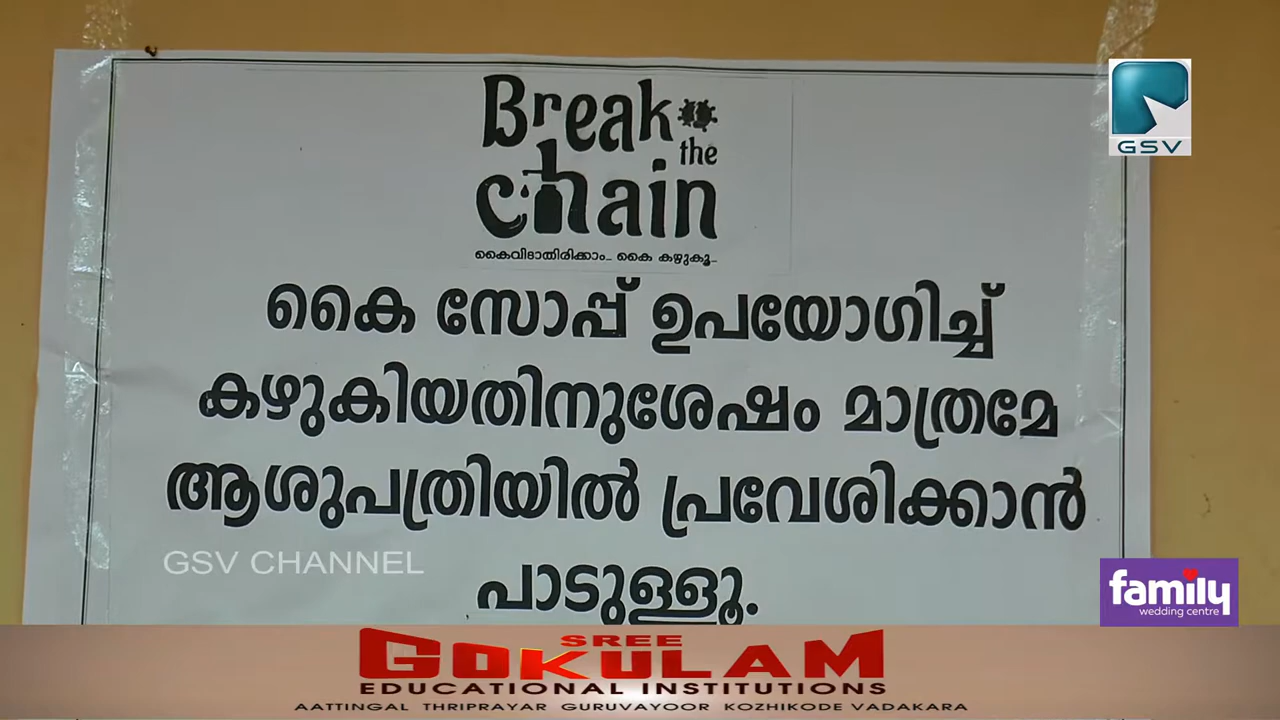 Break
the
chain
കൈവിടാതിരിക്കാം... കൈ കഴുകൂ...
കൈ സോപ്പ് ഉപയോഗിച്ച്
കഴുകിയതിനുശേഷം മാത്രമേ
ആശുപത്രിയിൽ പ്രവേശിക്കാൻ
പാടുള്ളൂ.
GSV
GSV CHANNEL
family
wedding centre
SREE
GOKULAM
EDUCATIONAL INSTITUTIONS
AATTINGAL THRIPRAYAR GURUVAYOOR KOZHIKODE VADAKARA